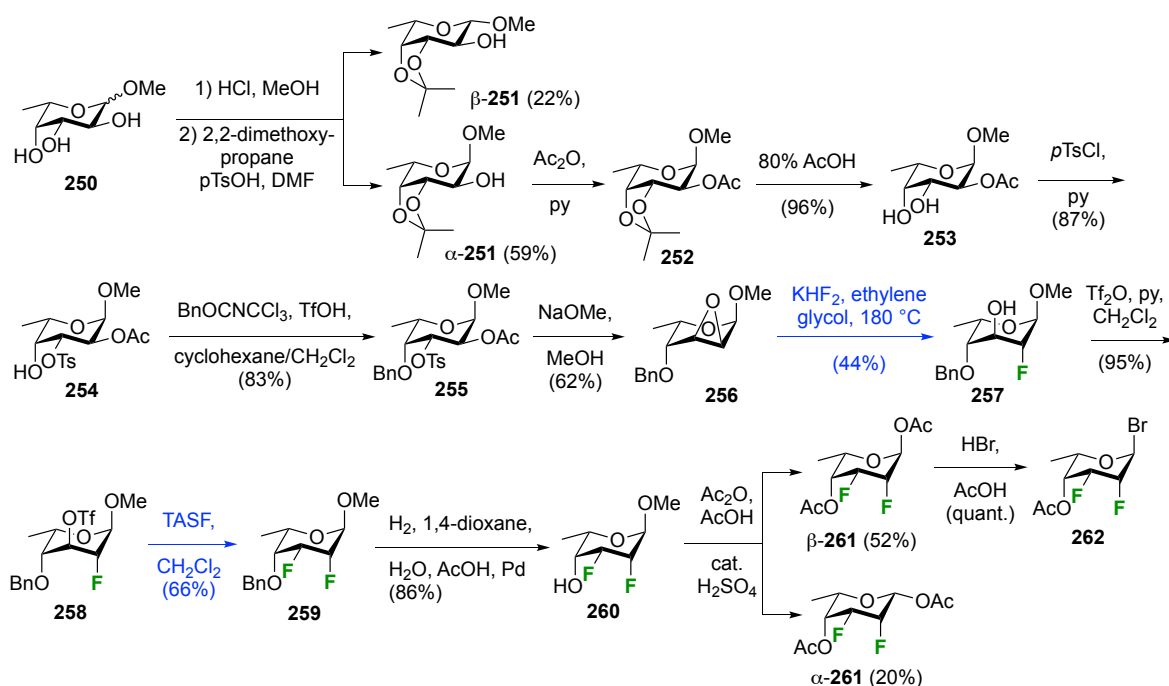 O
OMe
OH
O
O
β-251 (22%)
O
OMe
OH
HO
OH
250
1) HCl, MeOH
2) 2,2-dimethoxy-
propane
pTsOH, DMF
OMe
O
OH
O
O
α-251 (59%)
Ac2O,
py
OMe
O
OAc
O
O
252
80% AcOH
(96%)
OMe
O
OAc
HO
OH
253
pTsCl,
py
(87%)
OMe
O
OAc
OTs
HO
254
BnOCNCCl3, TfOH,
cyclohexane/CH2Cl2
(83%)
OMe
O
OAc
O Ts
BnO
255
NaOMe,
MeOH
(62%)
O
OMe
O
BnO
256
KHF2, ethylene
glycol, 180 °C
(44%)
OH
OMe
O
BnO
F
257
Tf2O, py,
CH2Cl2
(95%)
OTf
OMe
O
BnO
F
258
TASF,
CH2Cl2
(66%)
OMe
O
F
F
BnO
259
H2, 1,4-dioxane,
H2O, AcOH, Pd
(86%)
OMe
O
F
F
HO
260
Ac2O,
AcOH
cat.
H2SO4
OAc
O
F
F
AcO
β-261 (52%)
HBr,
AcOH
(quant.)
Br
O
F
F
AcO
262
O
OAc
F
F
AcO
α-261 (20%)